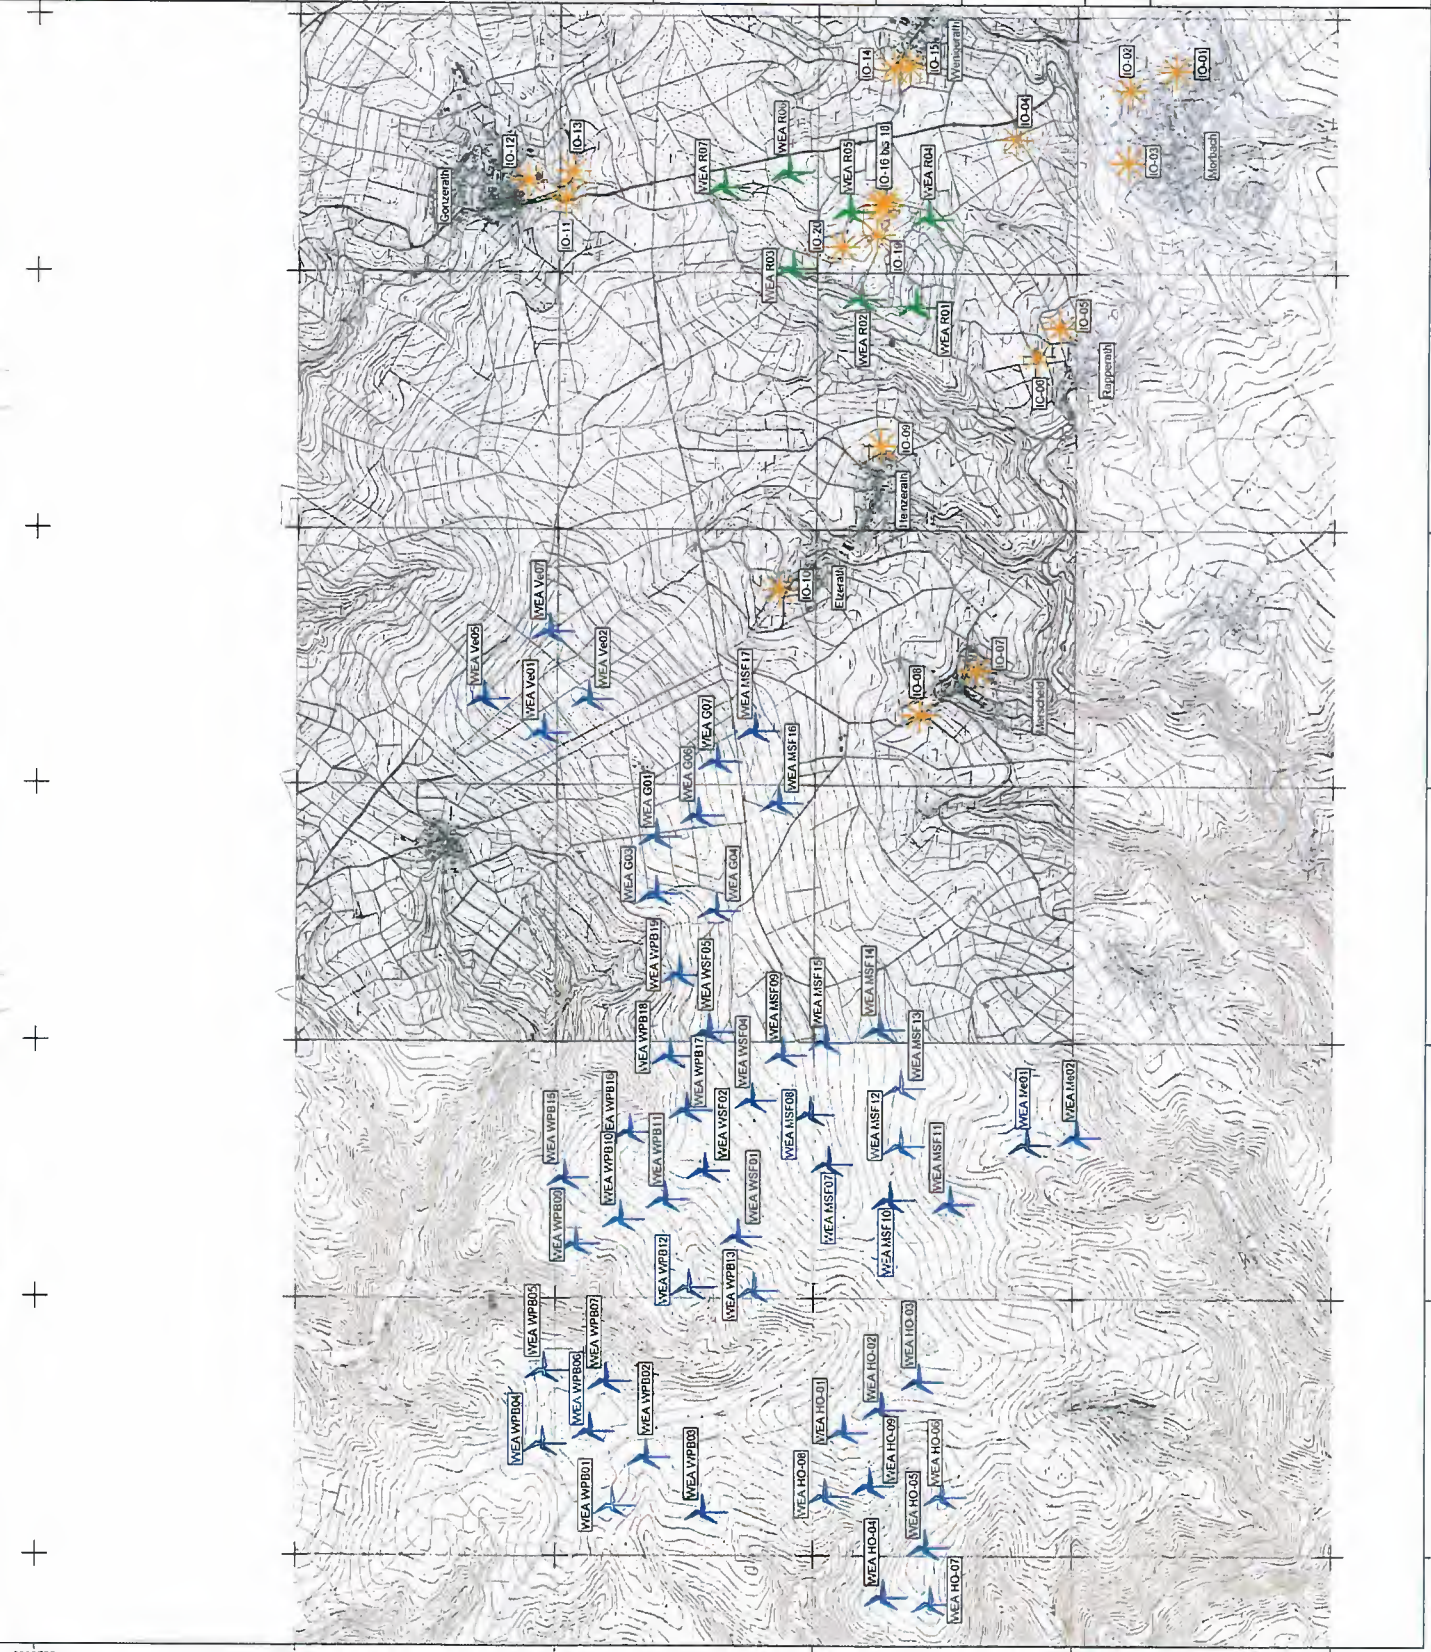 IO-14
IO-15
Wenigerath
IO-02
IO-01
IO-04
IO-03
Morbach
IO-12
IO-13
Gonzerath
IO-11
WEA R07
WEA R06
WEA R05
IO-16 bis 18
WEA R04
IO-20
IO-19
WEA R03
WEA R02
WEA R01
IO-05
Rapperath
IO-09
Heinzerath
IO-10
Elzerath
WEA Ve07
WEA Ve05
WEA Ve02
WEA Ve01
IO-08
IO-07
Merscheid
WEA MSF17
WEA G07
WEA MSF16
WEA G06
WEA G01
WEA G03
WEA G04
WEA WPB19
WEA WSF05
WEA WPB18
WEA MSF09
WEA MSF15
WEA MSF14
WEA MSF13
WEA WPB17
WEA WSF04
WEA WPB16
WEA WPB15
WEA WPB10
WEA WPB11
WEA WSF02
WEA MSF08
WEA MSF12
WEA Me01
WEA Me02
WEA WPB09
WEA WSF01
WEA MSF07
WEA MSF10
WEA MSF11
WEA WPB12
WEA WPB13
WEA WPB05
WEA WPB07
WEA WPB04
WEA WPB06
WEA WPB02
WEA WPB01
WEA WPB03
WEA HO-03
WEA HO-02
WEA HO-01
WEA HO-08
WEA HO-09
WEA HO-06
WEA HO-05
WEA HO-04
WEA HO-07